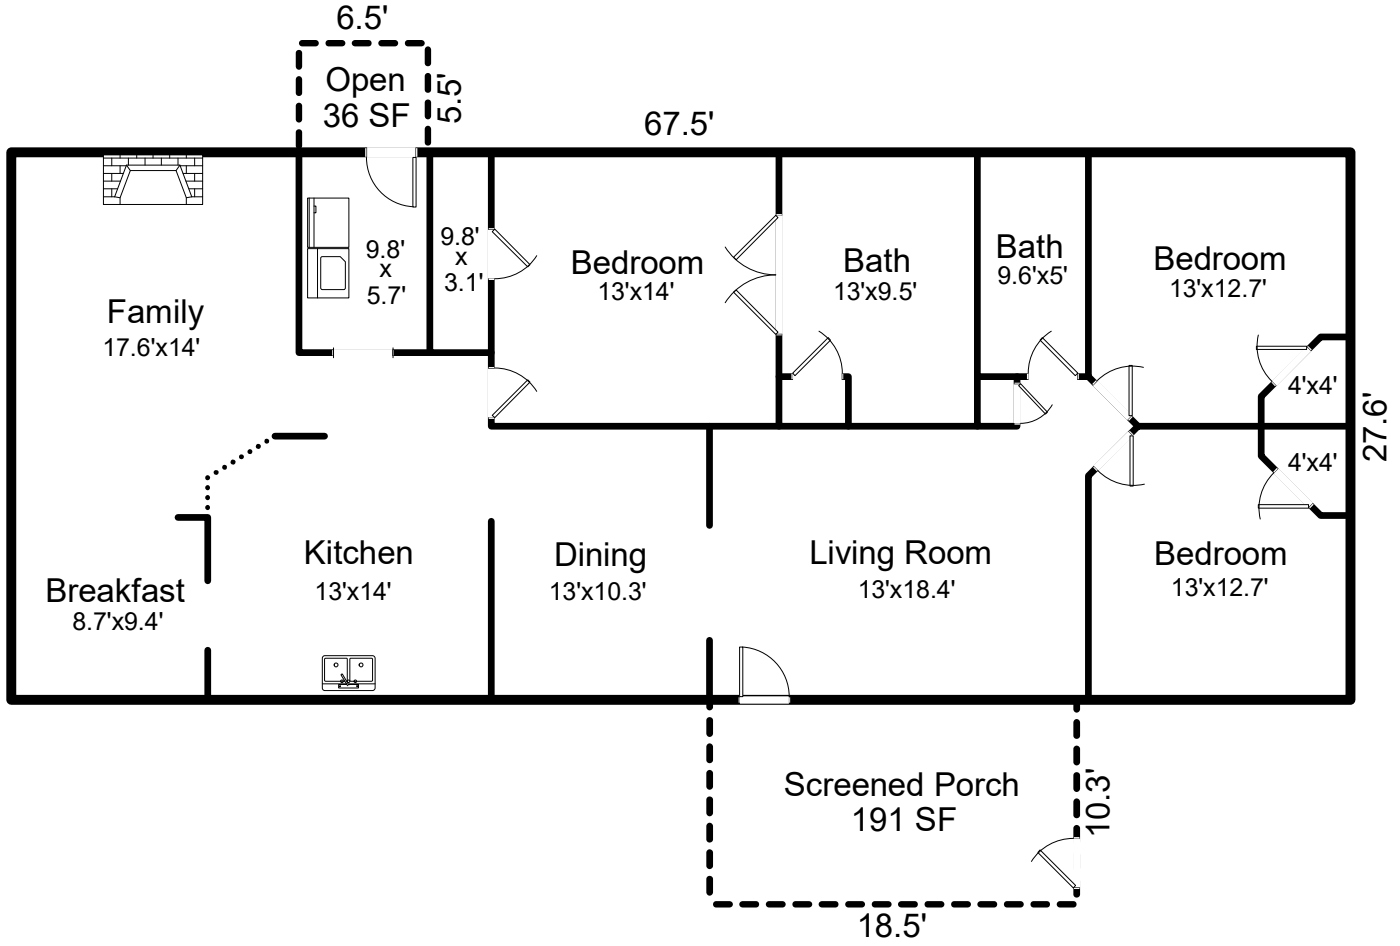 6.5'
Open
36 SF
5.5'
67.5'
Family
17.6'x14'
9.8'
x
5.7'
9.8'
x
3.1'
Bedroom
13'x14'
Bath
13'x9.5'
Bath
9.6'x5'
Bedroom
13'x12.7'
4'x4'
27.6'
4'x4'
Breakfast
8.7'x9.4'
Kitchen
13'x14'
Dining
13'x10.3'
Living Room
13'x18.4'
Bedroom
13'x12.7'
Screened Porch
191 SF
10.3'
18.5'